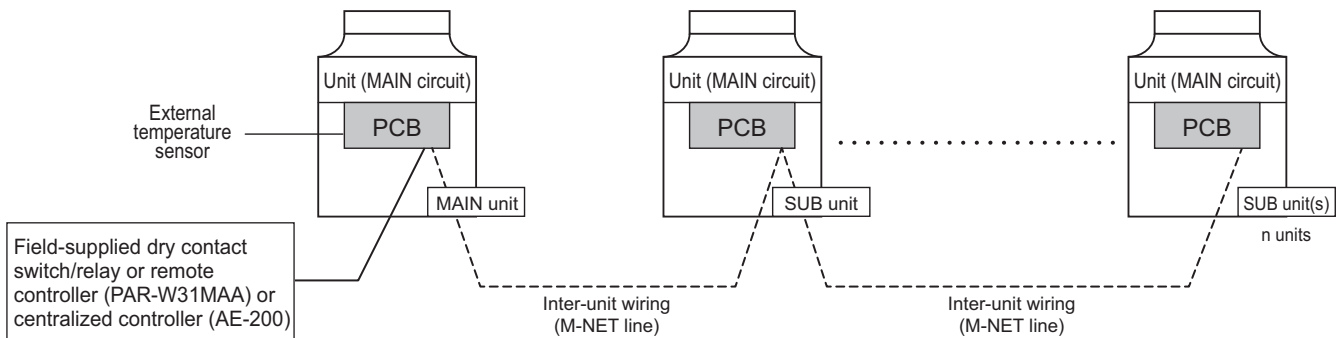 Unit (MAIN circuit)
PCB
External
temperature
sensor
MAIN unit
Field-supplied dry contact
switch/relay or remote
controller (PAR-W31MAA) or
centralized controller (AE-200)
Inter-unit wiring
(M-NET line)
Unit (MAIN circuit)
PCB
SUB unit
Inter-unit wiring
(M-NET line)
Unit (MAIN circuit)
PCB
SUB unit(s)
n units